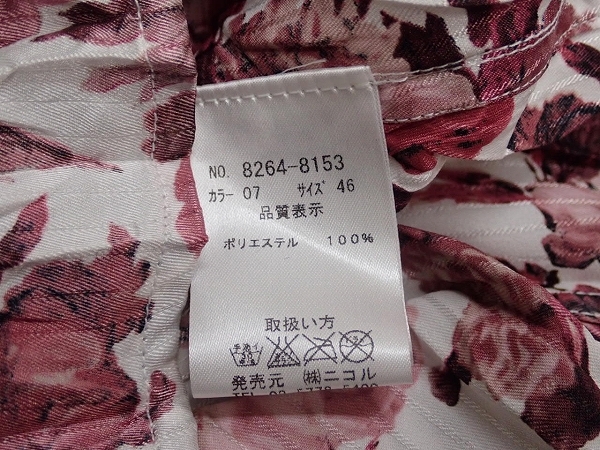 NO. 8264-8153
カラー 07 サイズ 46
品質表示
ポリエステル 100%
取扱い方
発売元 ㈱ニコル